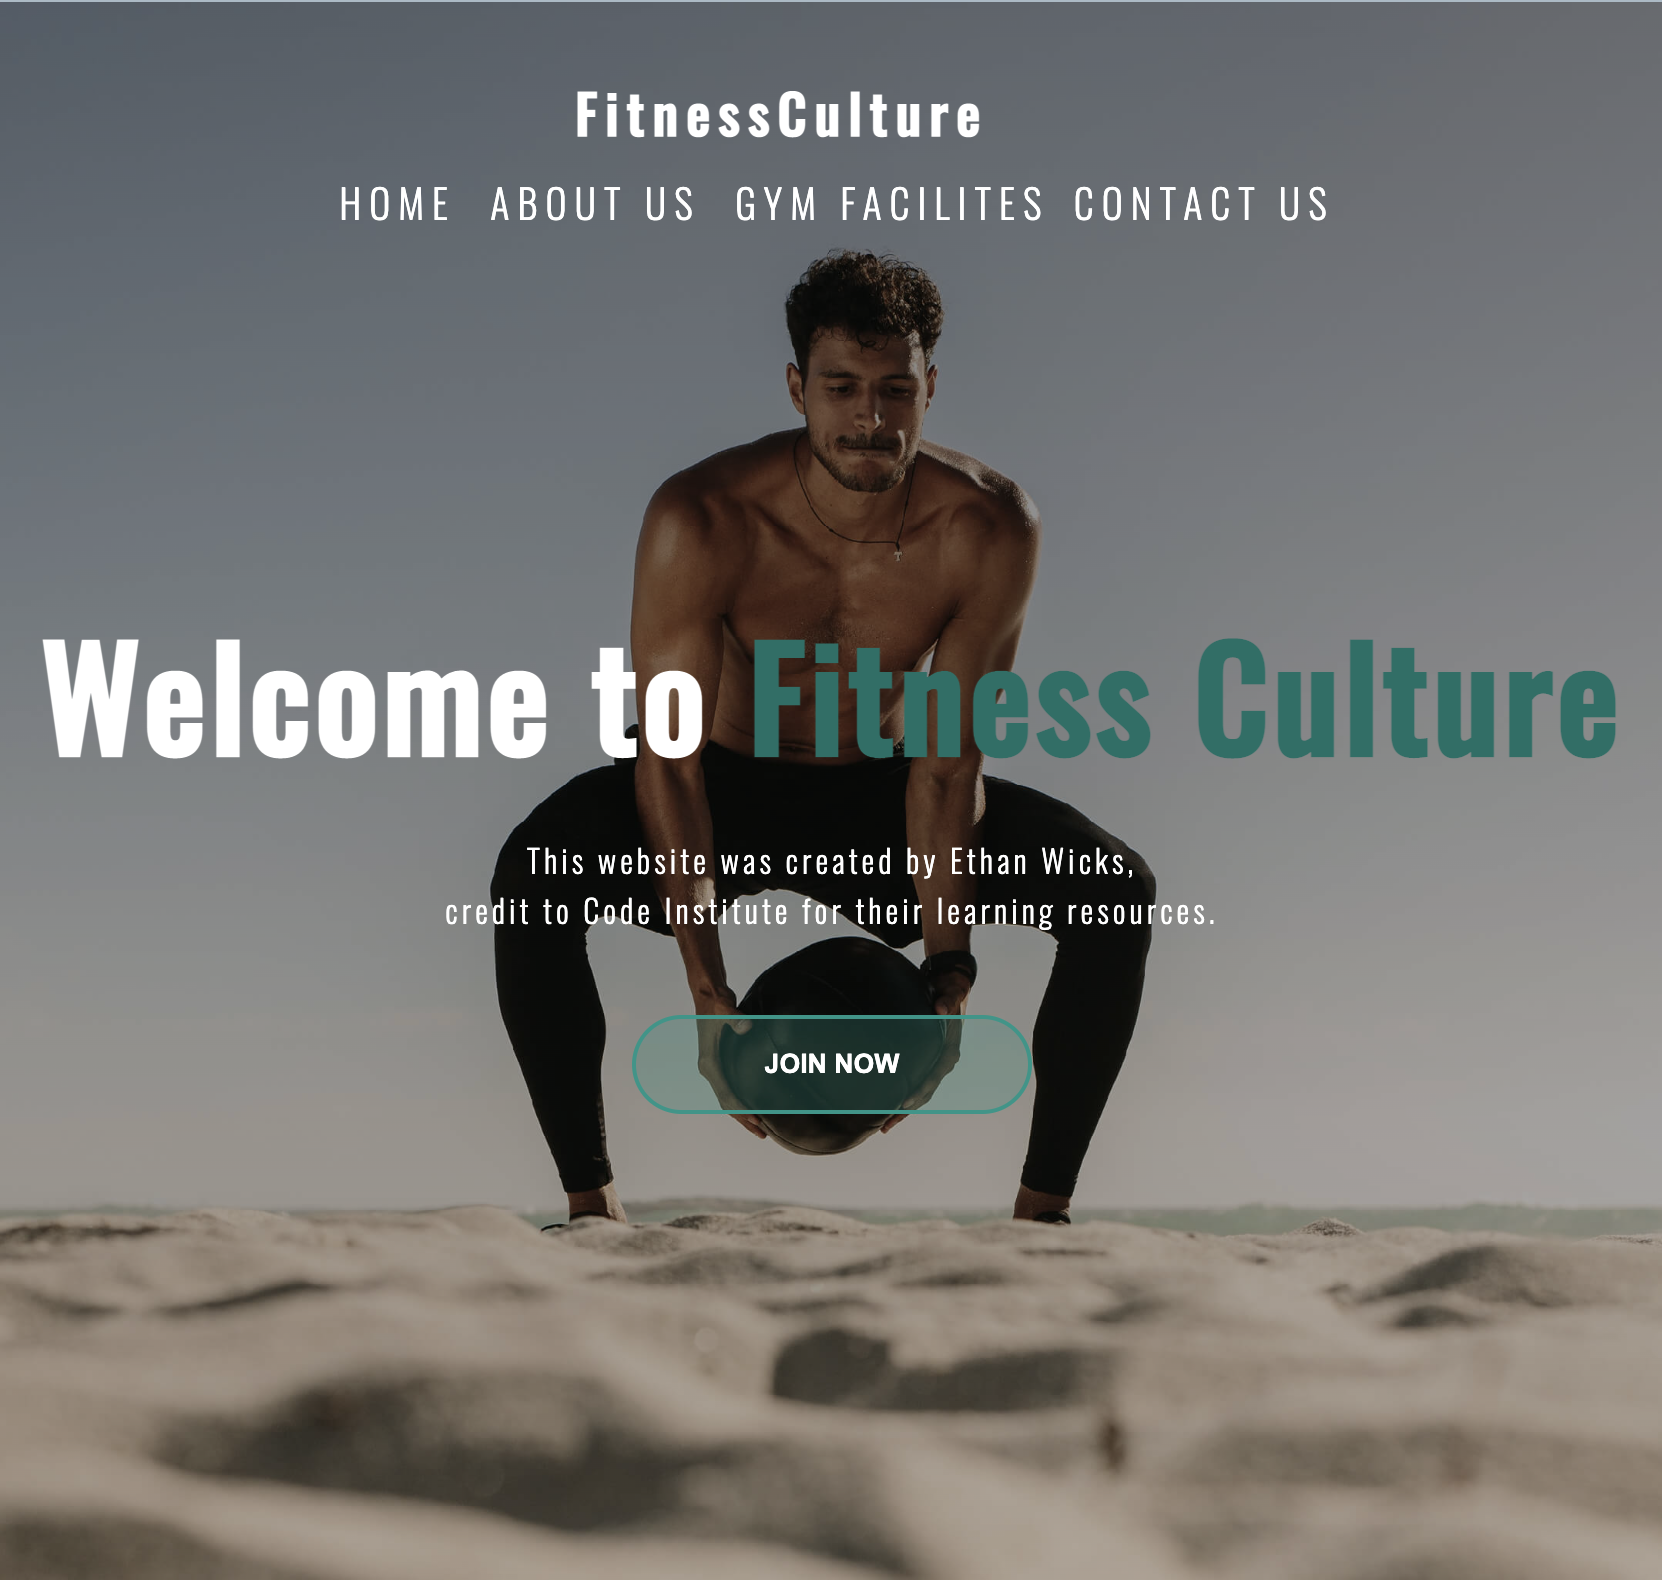 FitnessCulture
HOME ABOUT US GYM FACILITES CONTACT US
Welcome to Fitness Culture
This website was created by Ethan Wicks,
credit to Code Institute for their learning resources.
JOIN NOW